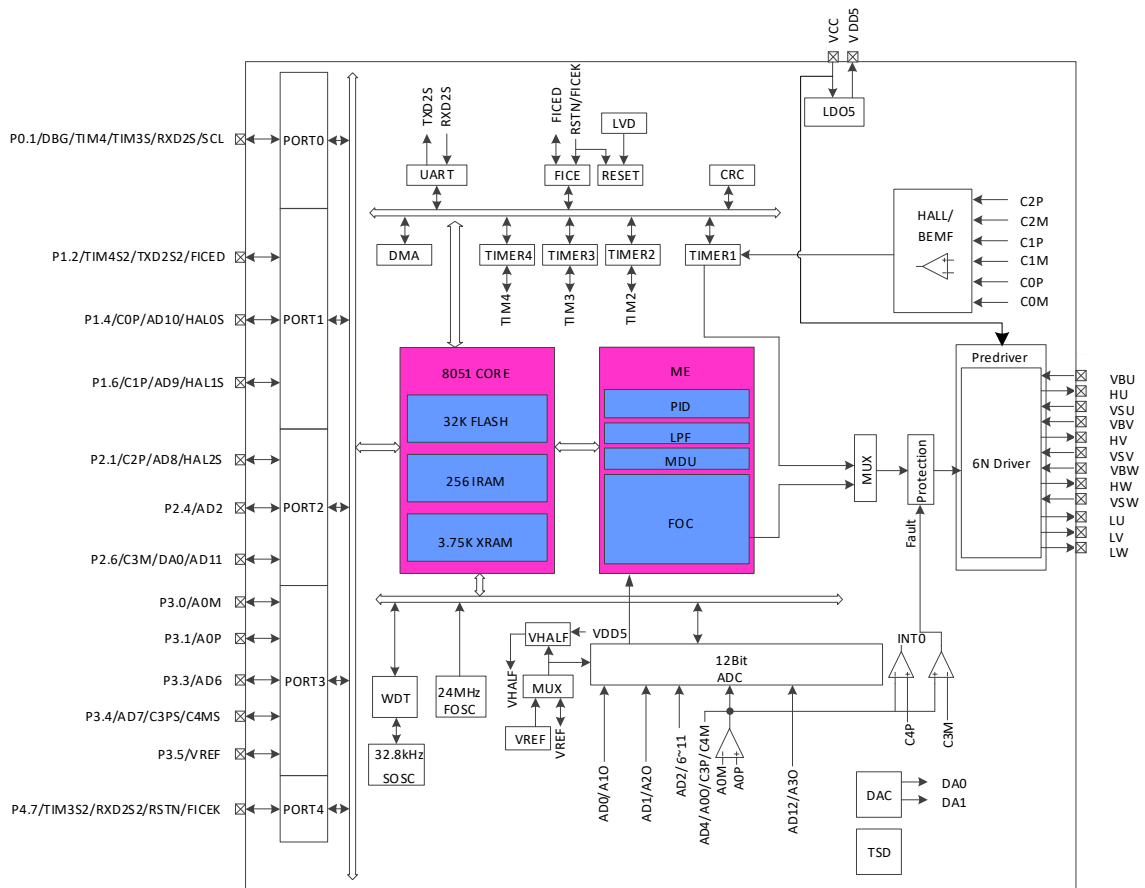 VCC
VDD5
LDO5
P0.1/DBG/TIM4/TIM3S/RXD2S/SCL
P1.2/TIM4S2/TXD2S2/FICED
P1.4/C0P/AD10/HAL0S
P1.6/C1P/AD9/HAL1S
P2.1/C2P/AD8/HAL2S
P2.4/AD2
P2.6/C3M/DA0/AD11
P3.0/A0M
P3.1/A0P
P3.3/AD6
P3.4/AD7/C3PS/C4MS
P3.5/VREF
P4.7/TIM3S2/RXD2S2/RSTN/FICEK
PORT0
PORT1
PORT2
PORT3
PORT4
TXD2S
RXD2S
UART
FICED
RSTN/FICEK
FICE
LVD
RESET
CRC
DMA
TIMER4
TIMER3
TIMER2
TIMER1
TIM4
TIM3
TIM2
HALL/
BEMF
C2P
C2M
C1P
C1M
C0P
C0M
8051 CORE
32K FLASH
256 IRAM
3.75K XRAM
ME
PID
LPF
MDU
FOC
MUX
Protection
Fault
Predriver
6N Driver
VBU
HU
VSU
VBV
HV
VSV
VBW
HW
VSW
LU
LV
LW
WDT
32.8kHz
SOSC
24MHz
FOSC
VHALF
VDD5
VHALF
MUX
VREF
VREF
12Bit
ADC
AD0/A1O
AD1/A2O
AD2/6~11
AD4/A0O/C3P/C4M
A0M
A0P
AD12/A3O
INT0
C4P
C3M
DAC
DA0
DA1
TSD